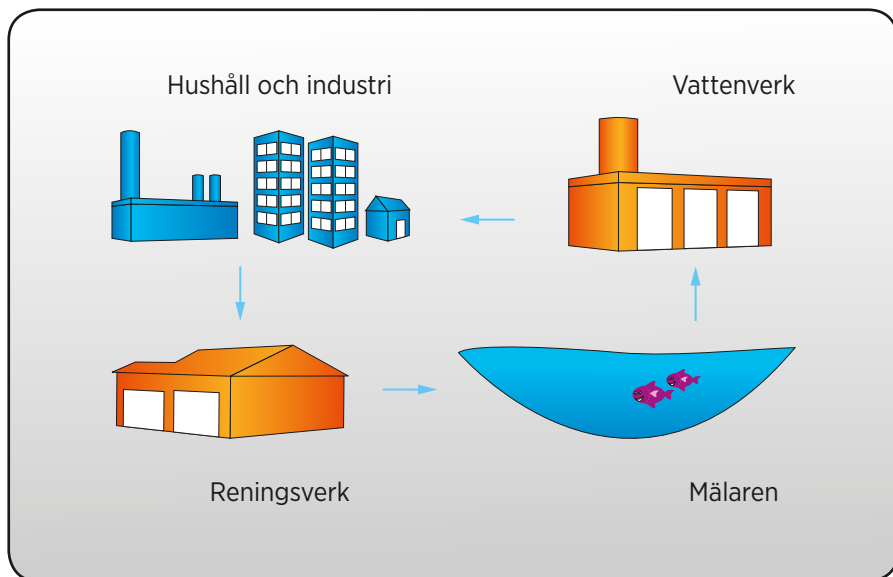 Hushåll och industri
Vattenverk
Reningsverk
Mälaren